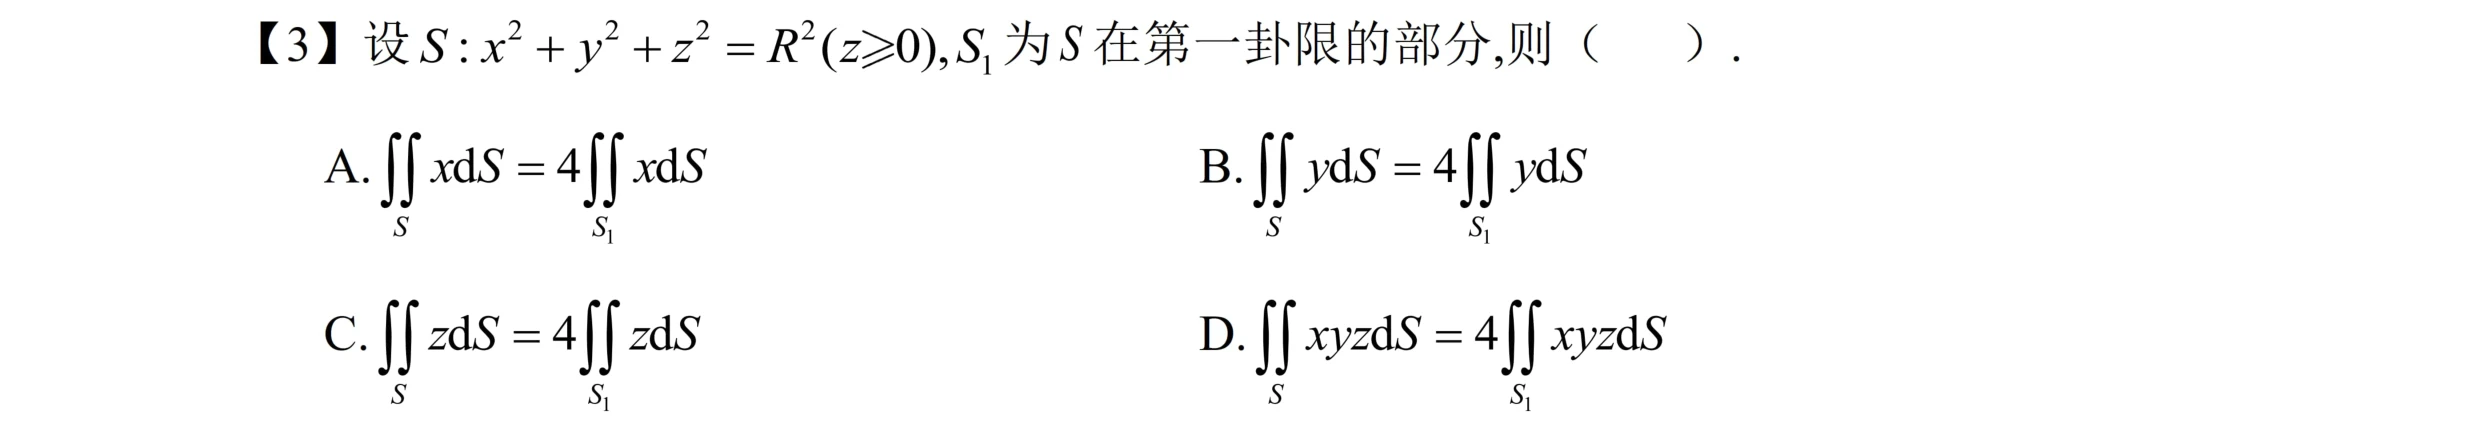 【3】设 $S: x^2 + y^2 + z^2 = R^2 (z \geqslant 0), S_1$ 为 $S$ 在第一卦限的部分,则（　　）.
A. $\iint\limits_{S} x\mathrm{d}S = 4\iint\limits_{S_1} x\mathrm{d}S$ B. $\iint\limits_{S} y\mathrm{d}S = 4\iint\limits_{S_1} y\mathrm{d}S$
C. $\iint\limits_{S} z\mathrm{d}S = 4\iint\limits_{S_1} z\mathrm{d}S$ D. $\iint\limits_{S} xyz\mathrm{d}S = 4\iint\limits_{S_1} xyz\mathrm{d}S$